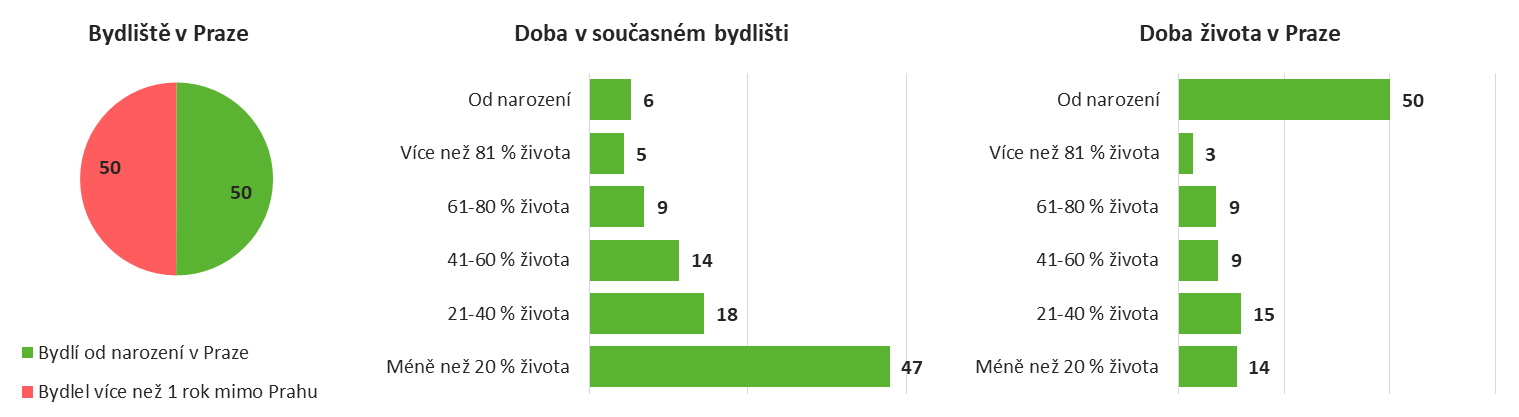 Bydliště v Praze
50
50
Bydlí od narození v Praze
Bydlel více než 1 rok mimo Prahu
Doba v současném bydlišti
Od narození 6
Více než 81 % života 5
61-80 % života 9
41-60 % života 14
21-40 % života 18
Méně než 20 % života 47
Doba života v Praze
Od narození 50
Více než 81 % života 3
61-80 % života 9
41-60 % života 9
21-40 % života 15
Méně než 20 % života 14